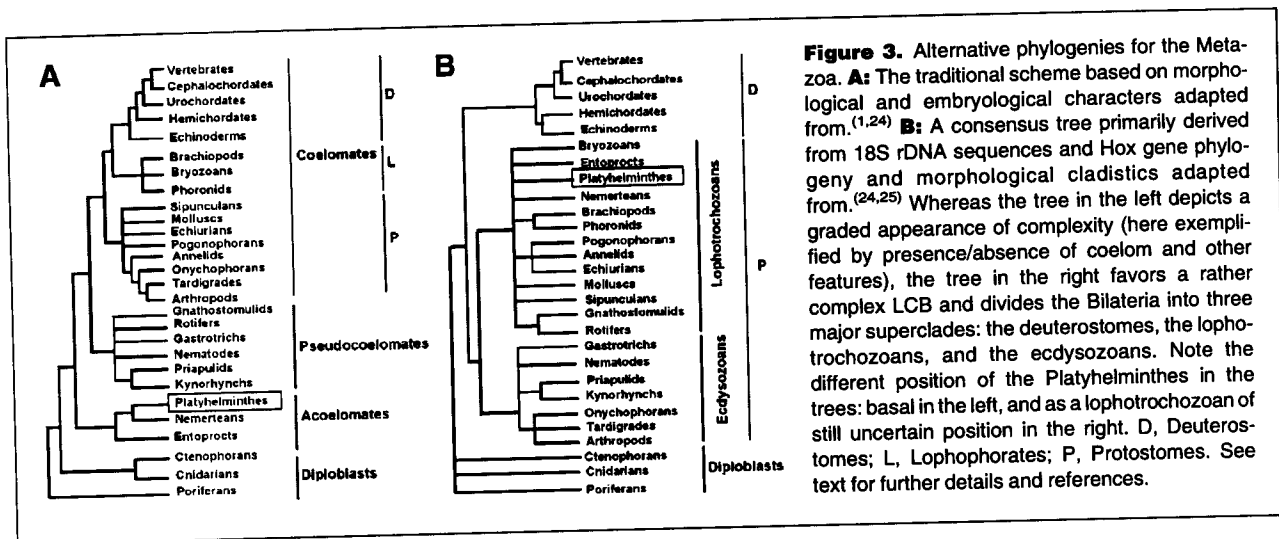 A
Vertebrates
Cephalochordates
Urochordates
Hemichordates
Echinoderms
Brachiopods
Bryozoans
Phoronids
Sipunculans
Molluscs
Echiurians
Pogonophorans
Annelids
Onychophorans
Tardigrades
Arthropods
Gnathostomulids
Rotifers
Gastrotrichs
Nematodes
Priapulids
Kynorhynchs
Platyhelminthes
Nemerteans
Entoprocts
Ctenophorans
Cnidarians
Poriferans
D
L
P
Coelomates
Pseudocoelomates
Acoelomates
Diploblasts
B
Vertebrates
Cephalochordates
Urochordates
Hemichordates
Echinoderms
Bryozoans
Entoprocts
Platyhelminthes
Nemerteans
Brachiopods
Phoronids
Pogonophorans
Annelids
Echiurians
Molluscs
Sipunculans
Gnathostomulids
Rotifers
Gastrotrichs
Nematodes
Priapulids
Kynorhynchs
Onychophorans
Tardigrades
Arthropods
Ctenophorans
Cnidarians
Poriferans
Lophotrochozoans
Ecdysozoans
Diploblasts
D
P
Figure 3. Alternative phylogenies for the Meta-
zoa. A: The traditional scheme based on morpho-
logical and embryological characters adapted
from.(1,24) B: A consensus tree primarily derived
from 18S rDNA sequences and Hox gene phylo-
geny and morphological cladistics adapted
from.(24,25) Whereas the tree in the left depicts a
graded appearance of complexity (here exempli-
fied by presence/absence of coelom and other
features), the tree in the right favors a rather
complex LCB and divides the Bilateria into three
major superclades: the deuterostomes, the lopho-
trochozoans, and the ecdysozoans. Note the
different position of the Platyhelminthes in the
trees: basal in the left, and as a lophotrochozoan of
still uncertain position in the right. D, Deuteros-
tomes; L, Lophophorates; P, Protostomes. See
text for further details and references.